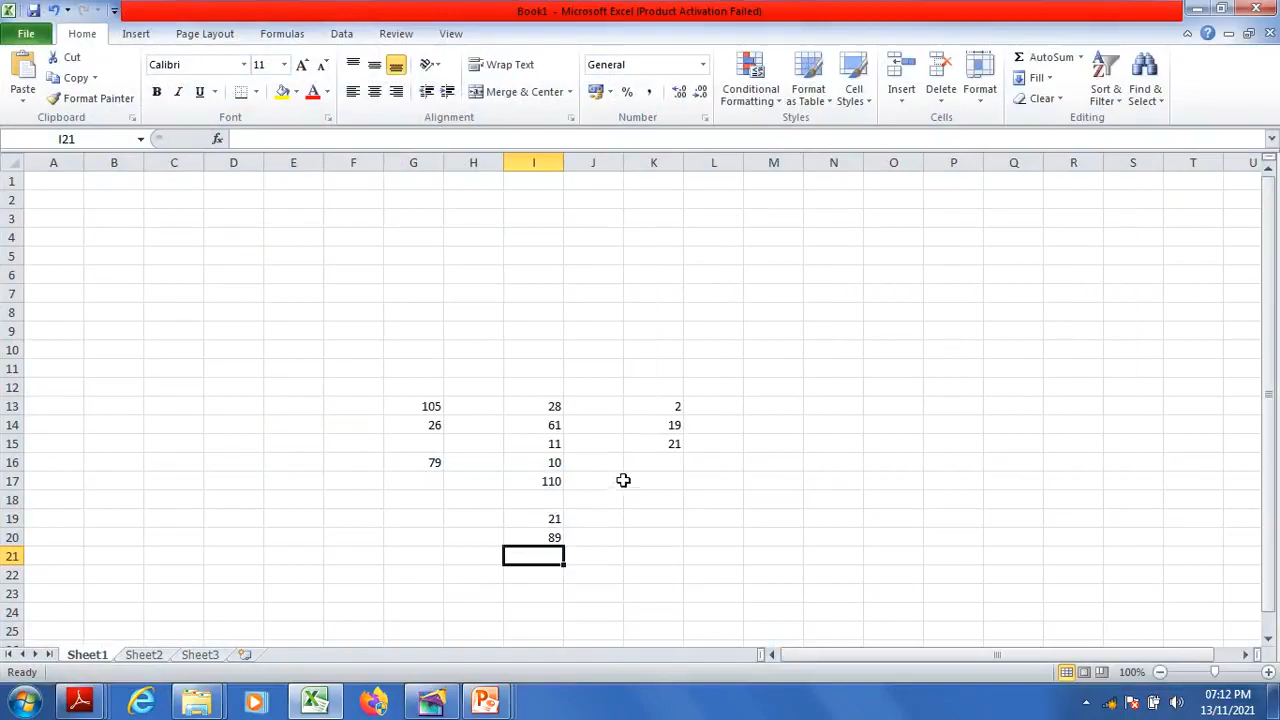 Book1 - Microsoft Excel (Product Activation Failed)
File Home Insert Page Layout Formulas Data Review View
Paste
Cut
Copy
Format Painter
Clipboard
Calibri 11
B I U A
Font
Wrap Text
Merge & Center
Alignment
General
% , .0 .00
Number
Conditional Formatting
Format as Table
Cell Styles
Styles
Insert Delete Format
Cells
Σ AutoSum
Fill
Clear
Sort & Filter
Find & Select
Editing
I21 fx
A B C D E F G H I J K L M N O P Q R S T U
1
2
3
4
5
6
7
8
9
10
11
12
13 105 28 2
14 26 61 19
15 11 21
16 79 10
17 110
18
19 21
20 89
21
22
23
24
25
Sheet1 Sheet2 Sheet3
Ready 100%
07:12 PM
13/11/2021